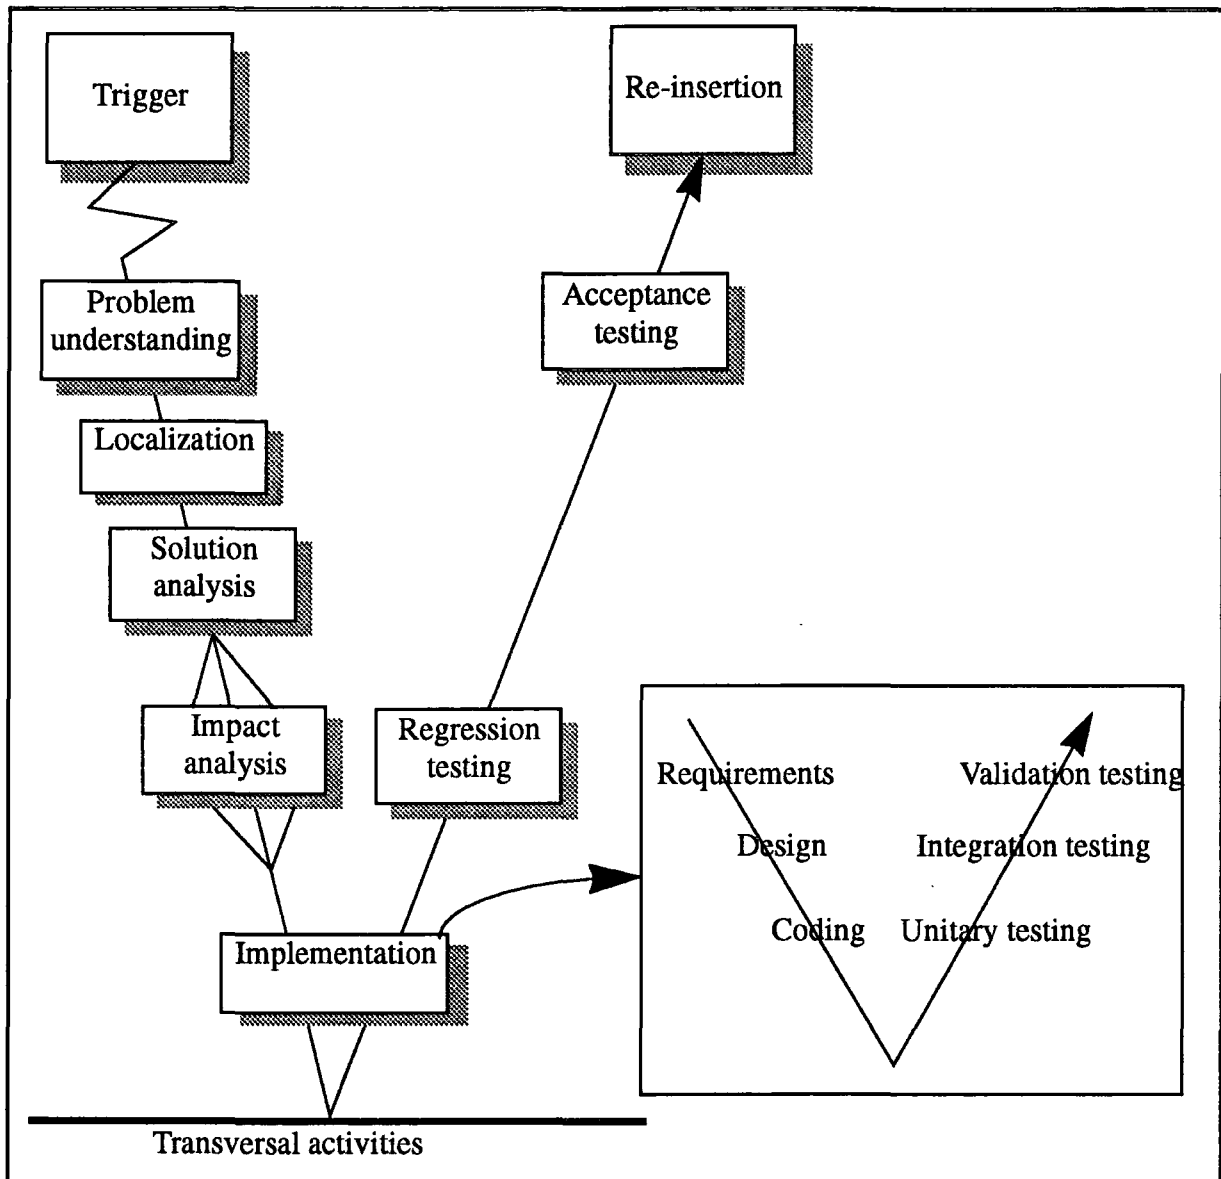 Trigger
Re-insertion
Problem
understanding
Acceptance
testing
Localization
Solution
analysis
Impact
analysis
Regression
testing
Implementation
Requirements
Validation testing
Design
Integration testing
Coding
Unitary testing
Transversal activities